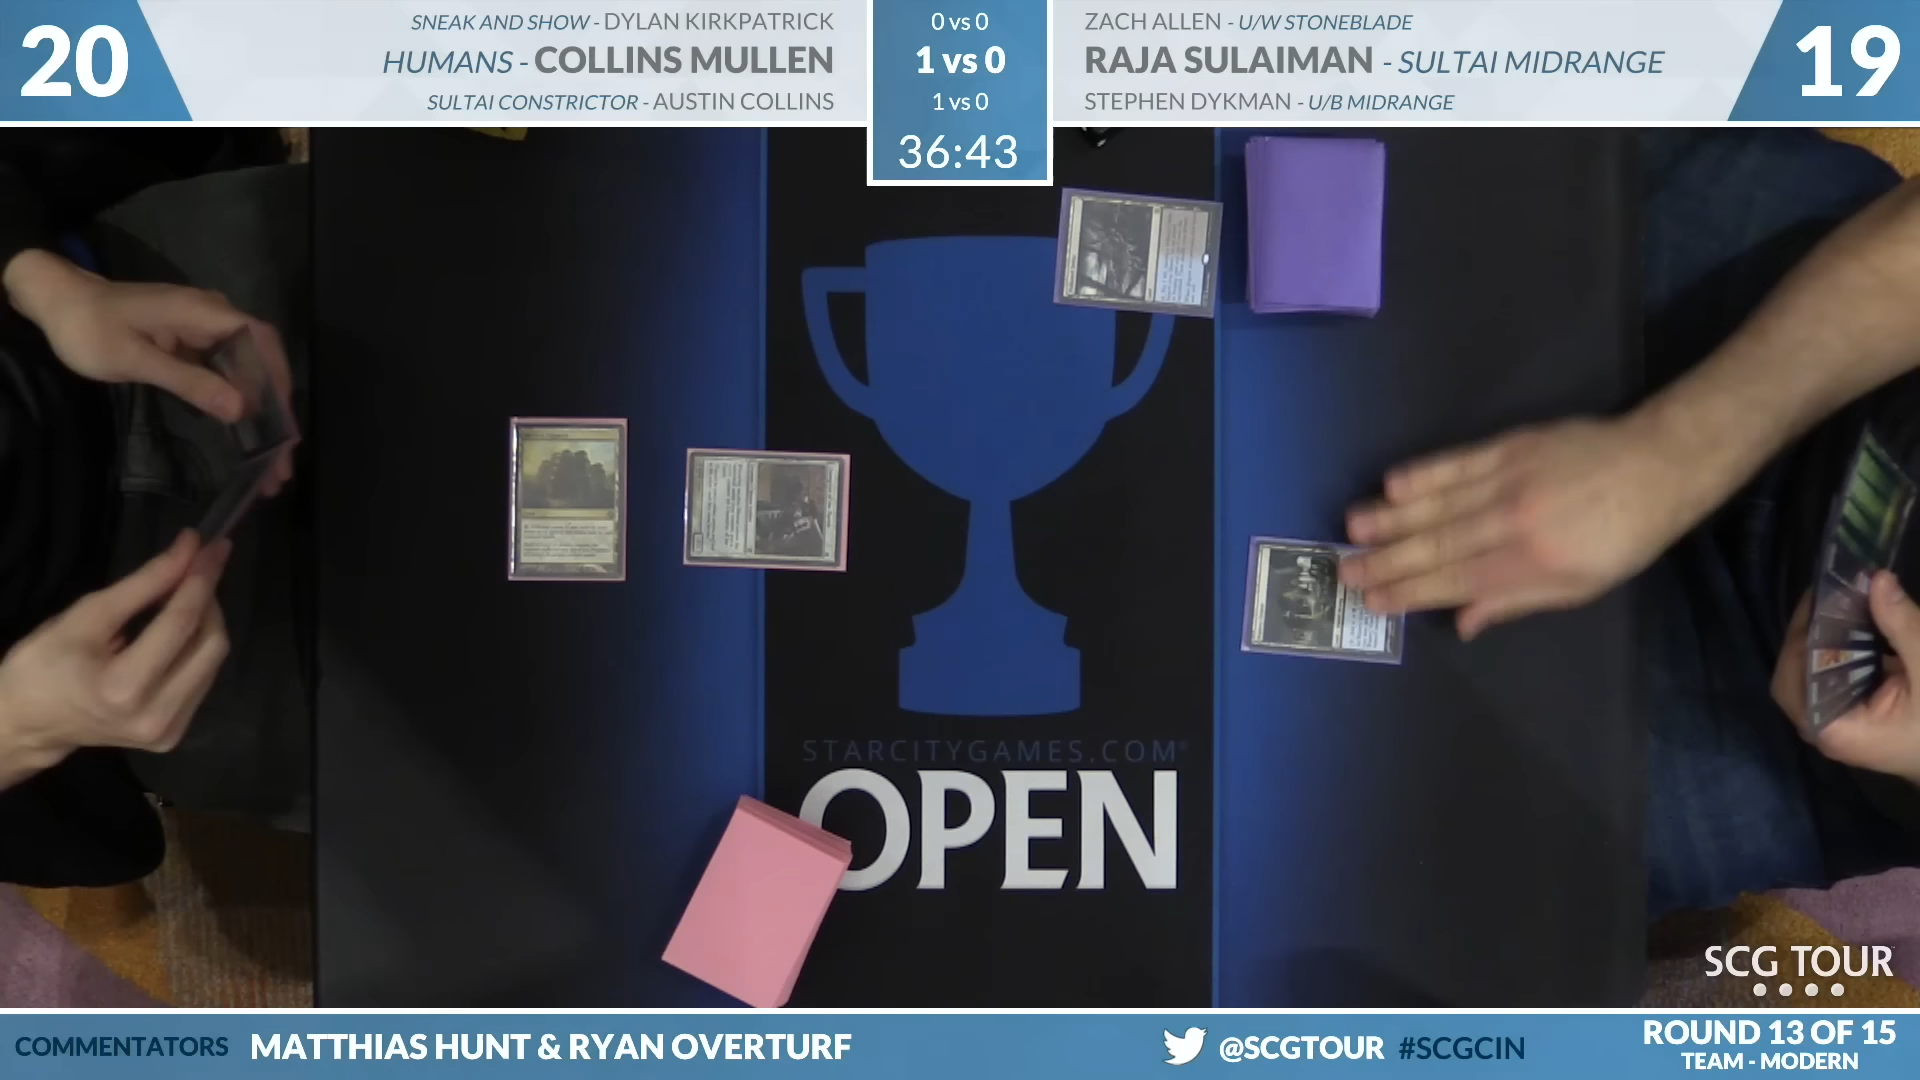 20
SNEAK AND SHOW - DYLAN KIRKPATRICK
HUMANS - COLLINS MULLEN
SULTAI CONSTRICTOR - AUSTIN COLLINS
0 vs 0
1 vs 0
1 vs 0
36:43
ZACH ALLEN - U/W STONEBLADE
RAJA SULAIMAN - SULTAI MIDRANGE
STEPHEN DYKMAN - U/B MIDRANGE
19
STARCITYGAMES.COM®
OPEN
SCG TOUR
COMMENTATORS MATTHIAS HUNT & RYAN OVERTURF
@SCGTOUR #SCGCIN
ROUND 13 OF 15
TEAM - MODERN